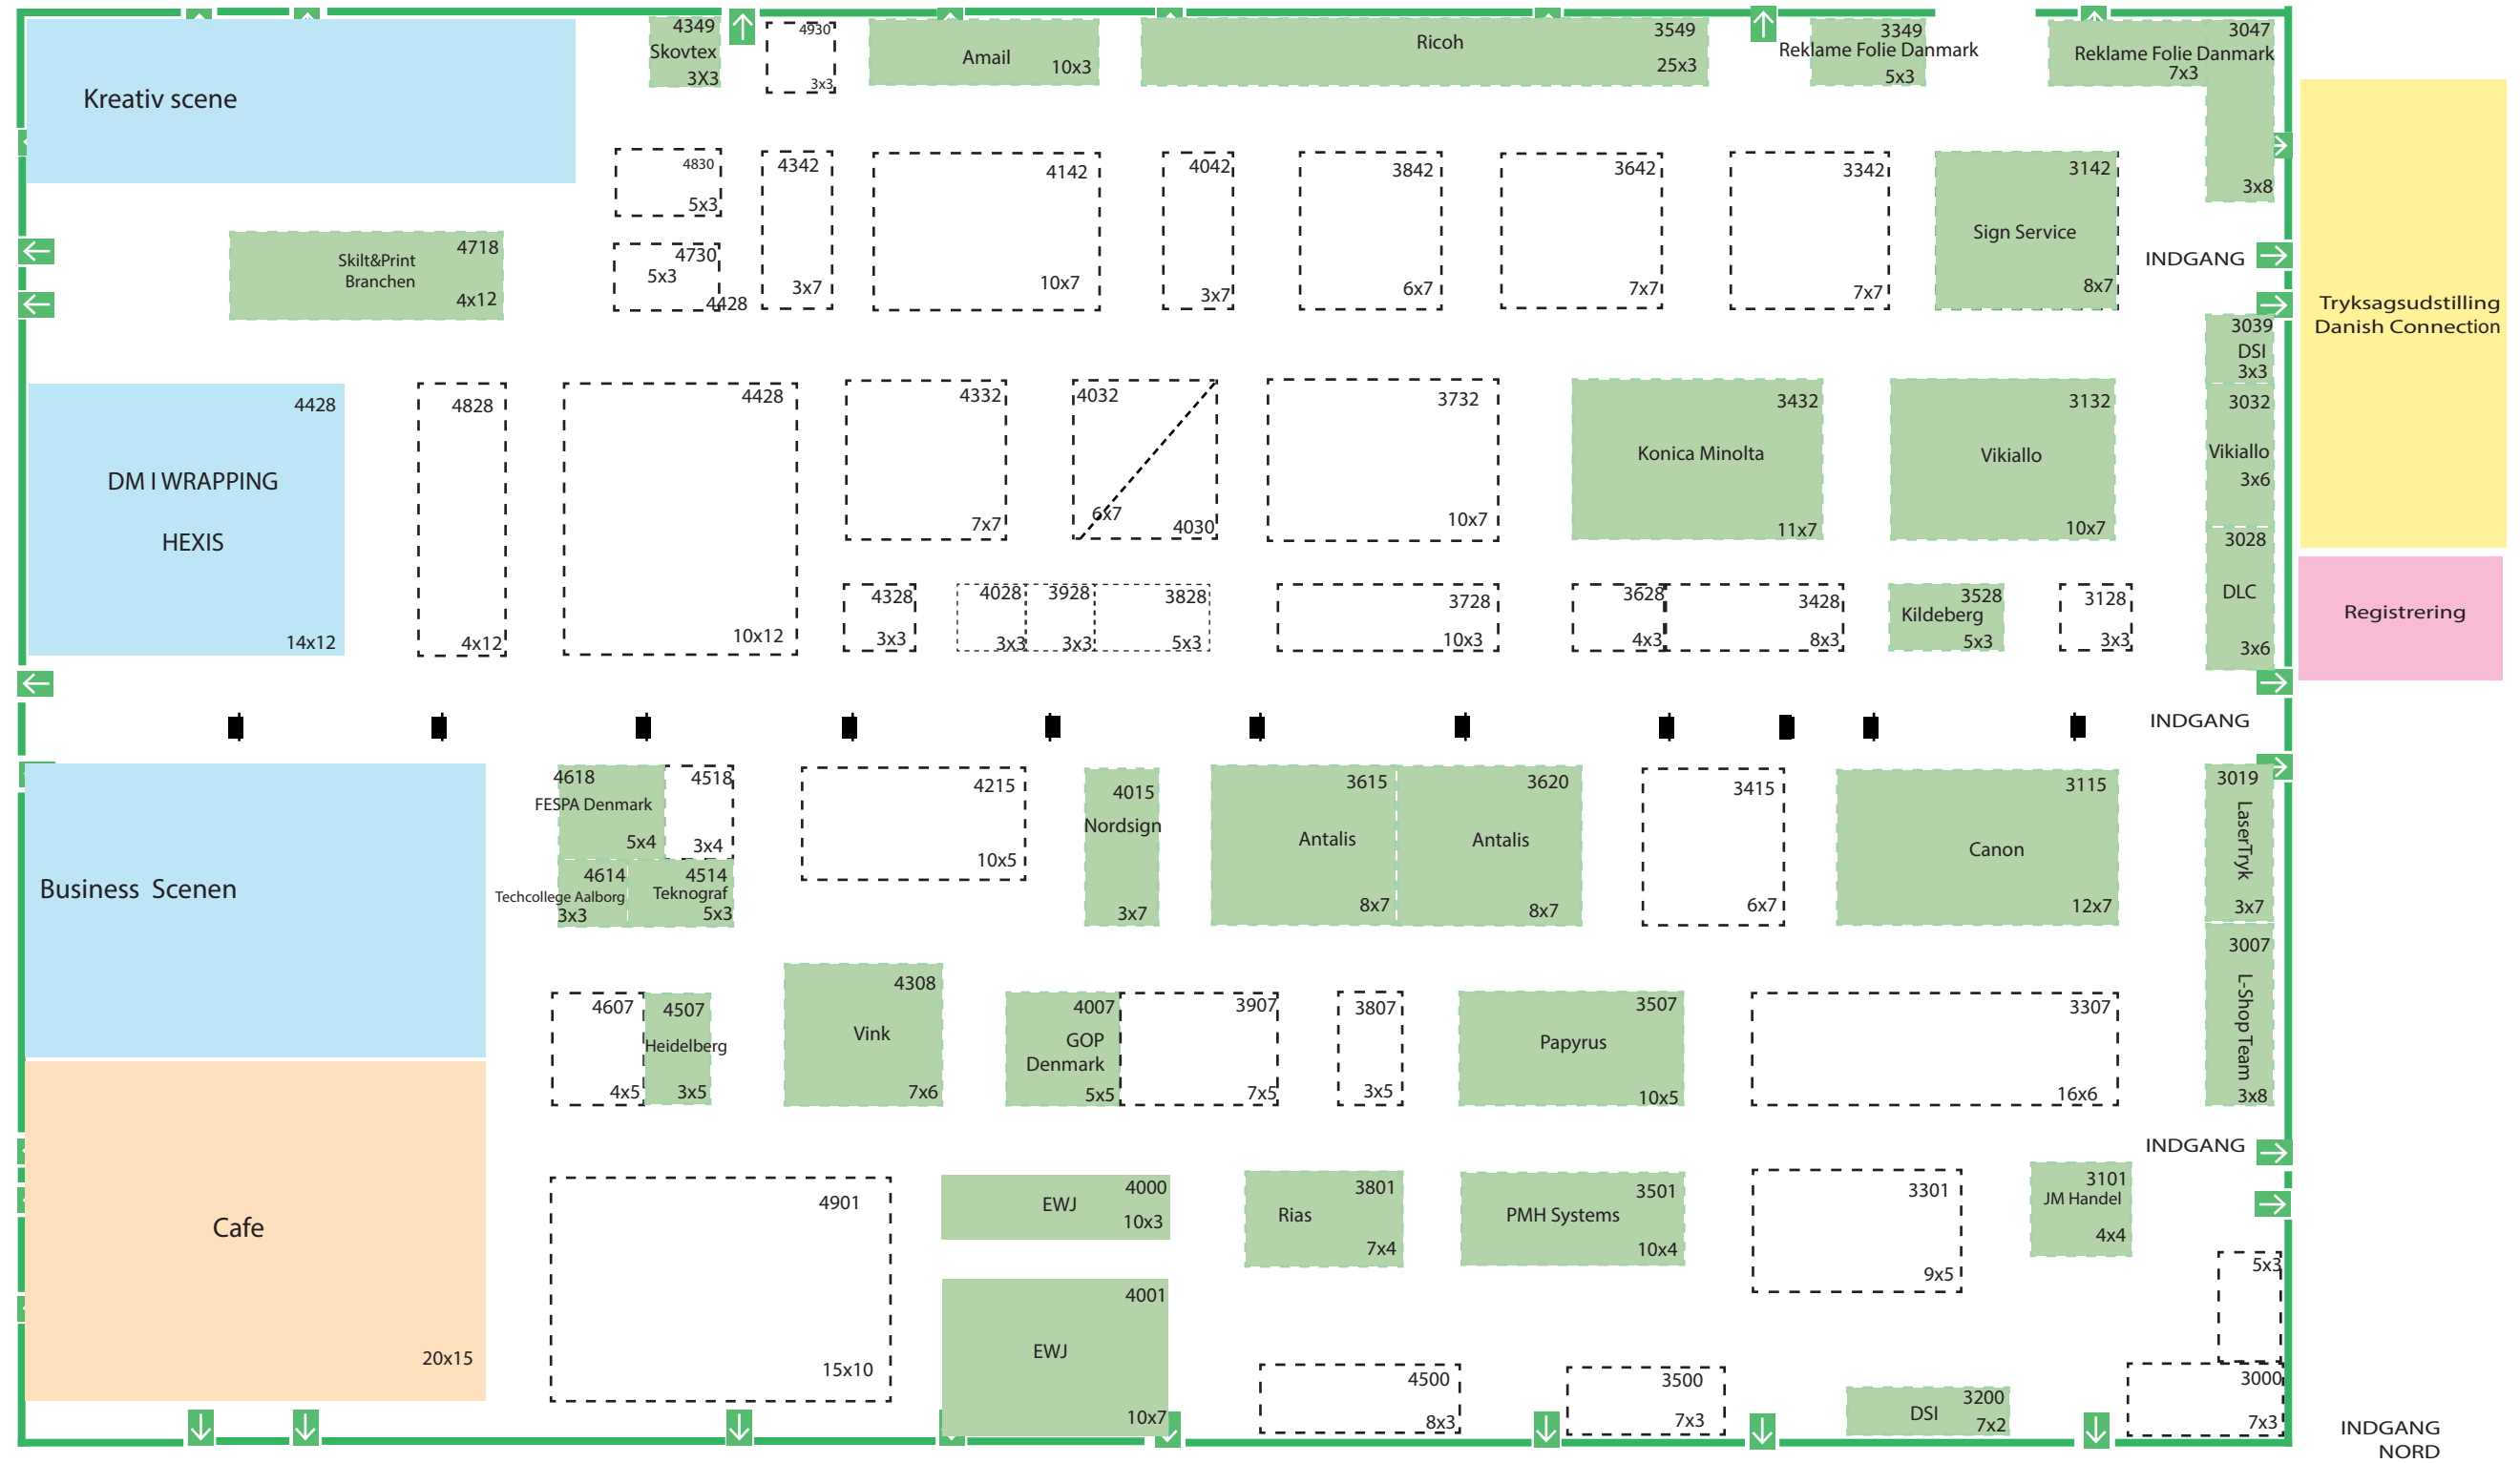 4349
Skovtex
3X3
4930
3x3
Amail
10x3
Ricoh
3549
25x3
3349
Reklame Folie Danmark
5x3
3047
Reklame Folie Danmark
7x3
3x8
Kreativ scene
4830
5x3
4730
5x3
4428
4342
3x7
4142
10x7
4042
3x7
3842
6x7
3642
7x7
3342
7x7
3142
Sign Service
8x7
INDGANG
4718
Skilt&Print
Branchen
4x12
Tryksagsudstilling
Danish Connection
3039
DSI
3x3
4428
DM I WRAPPING
HEXIS
14x12
4828
4x12
4428
10x12
4332
7x7
4032
6x7
4030
3732
10x7
3432
Konica Minolta
11x7
3132
Vikiallo
10x7
3032
Vikiallo
3x6
3028
DLC
3x6
Registrering
4328
3x3
4028
3x3
3928
3x3
3828
5x3
3728
10x3
3628
4x3
3428
8x3
3528
Kildeberg
5x3
3128
3x3
INDGANG
Business  Scenen
4618
FESPA Denmark
5x4
4518
3x4
4614
Techcollege Aalborg
3x3
4514
Teknograf
5x3
4215
10x5
4015
Nordsign
3x7
3615
Antalis
8x7
3620
Antalis
8x7
3415
6x7
3115
Canon
12x7
3019
LaserTryk
3x7
3007
L-Shop Team
3x8
4607
4x5
4507
Heidelberg
3x5
4308
Vink
7x6
4007
GOP
Denmark
5x5
3907
7x5
3807
3x5
3507
Papyrus
10x5
3307
16x6
INDGANG
Cafe
20x15
4901
15x10
4000
EWJ
10x3
4001
EWJ
10x7
3801
Rias
7x4
3501
PMH Systems
10x4
3301
9x5
3101
JM Handel
4x4
5x3
4500
8x3
3500
7x3
3200
DSI
7x2
3000
7x3
INDGANG
NORD